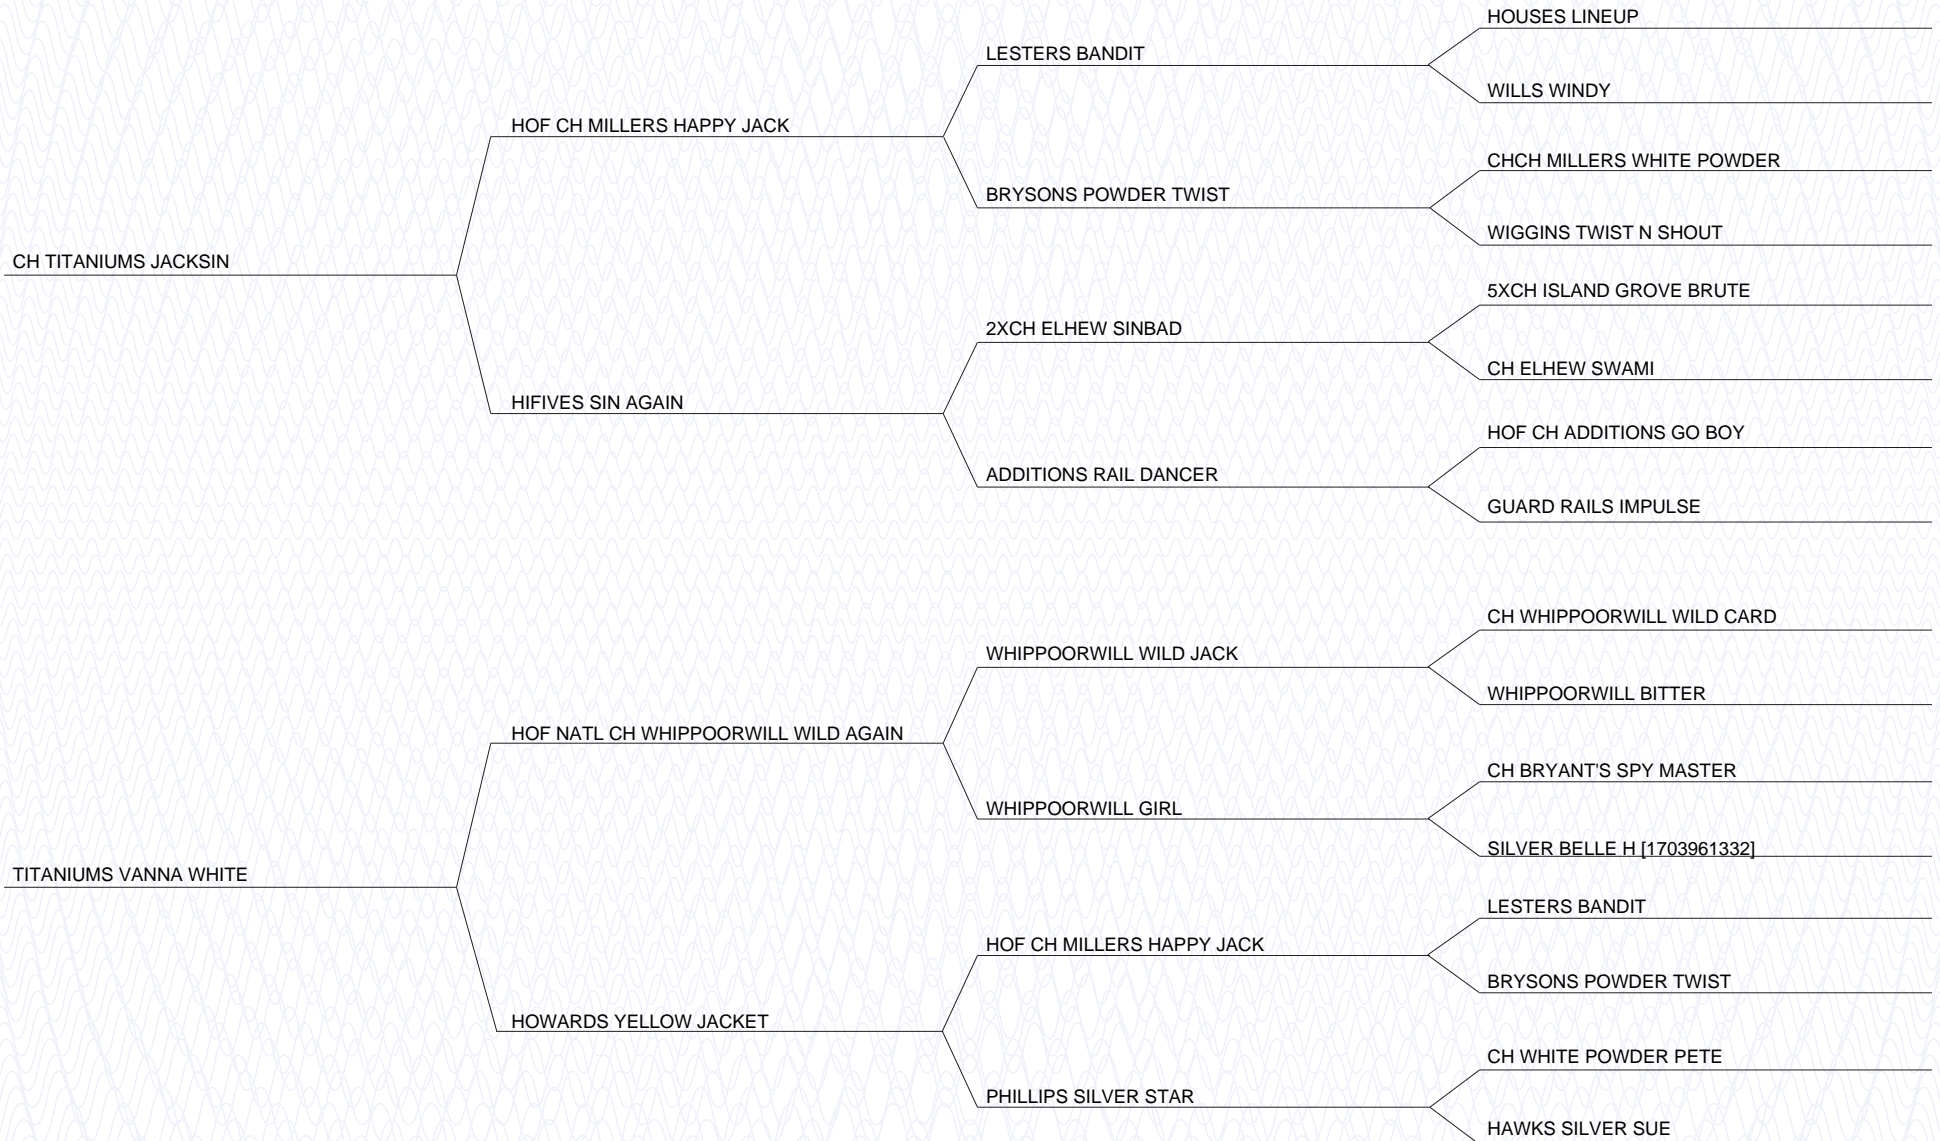 HOUSES LINEUP
LESTERS BANDIT
WILLS WINDY
HOF CH MILLERS HAPPY JACK
CHCH MILLERS WHITE POWDER
BRYSONS POWDER TWIST
WIGGINS TWIST N SHOUT
CH TITANIUMS JACKSIN
5XCH ISLAND GROVE BRUTE
2XCH ELHEW SINBAD
CH ELHEW SWAMI
HIFIVES SIN AGAIN
HOF CH ADDITIONS GO BOY
ADDITIONS RAIL DANCER
GUARD RAILS IMPULSE
CH WHIPPOORWILL WILD CARD
WHIPPOORWILL WILD JACK
WHIPPOORWILL BITTER
HOF NATL CH WHIPPOORWILL WILD AGAIN
CH BRYANT'S SPY MASTER
WHIPPOORWILL GIRL
SILVER BELLE H [1703961332]
TITANIUMS VANNA WHITE
LESTERS BANDIT
HOF CH MILLERS HAPPY JACK
BRYSONS POWDER TWIST
HOWARDS YELLOW JACKET
CH WHITE POWDER PETE
PHILLIPS SILVER STAR
HAWKS SILVER SUE